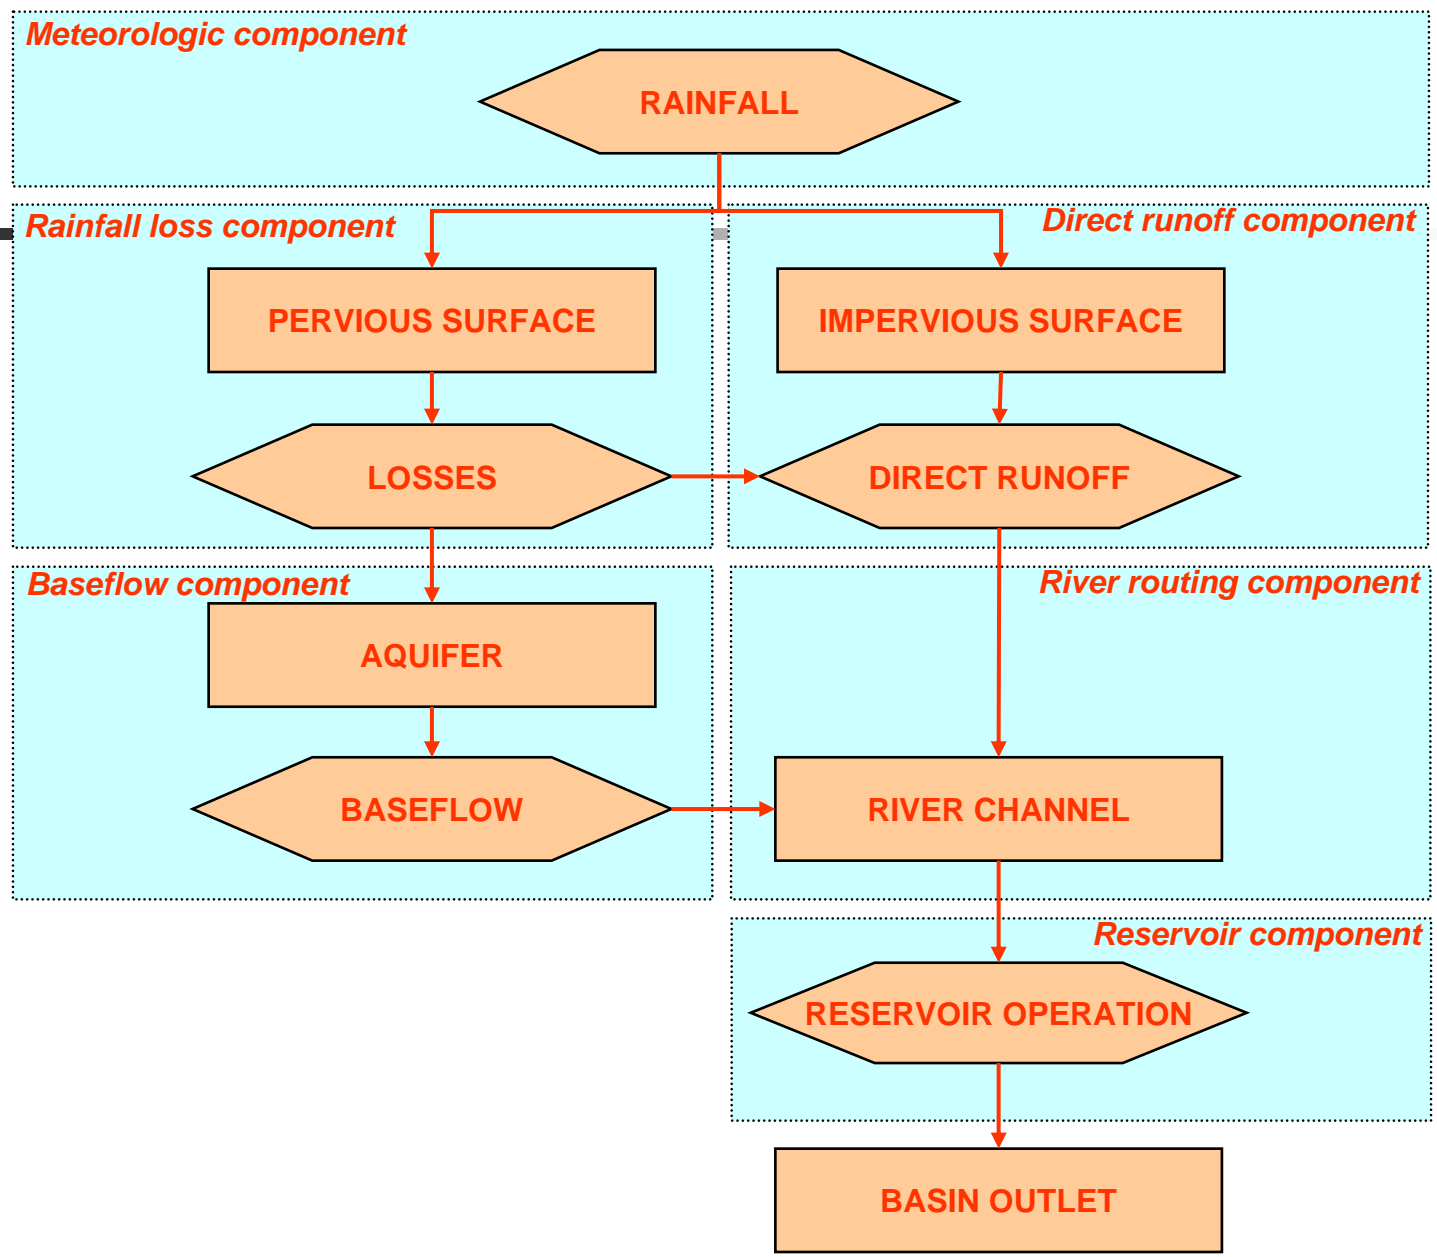 Meteorologic component
RAINFALL
Rainfall loss component
Direct runoff component
PERVIOUS SURFACE
IMPERVIOUS SURFACE
LOSSES
DIRECT RUNOFF
Baseflow component
River routing component
AQUIFER
BASEFLOW
RIVER CHANNEL
Reservoir component
RESERVOIR OPERATION
BASIN OUTLET